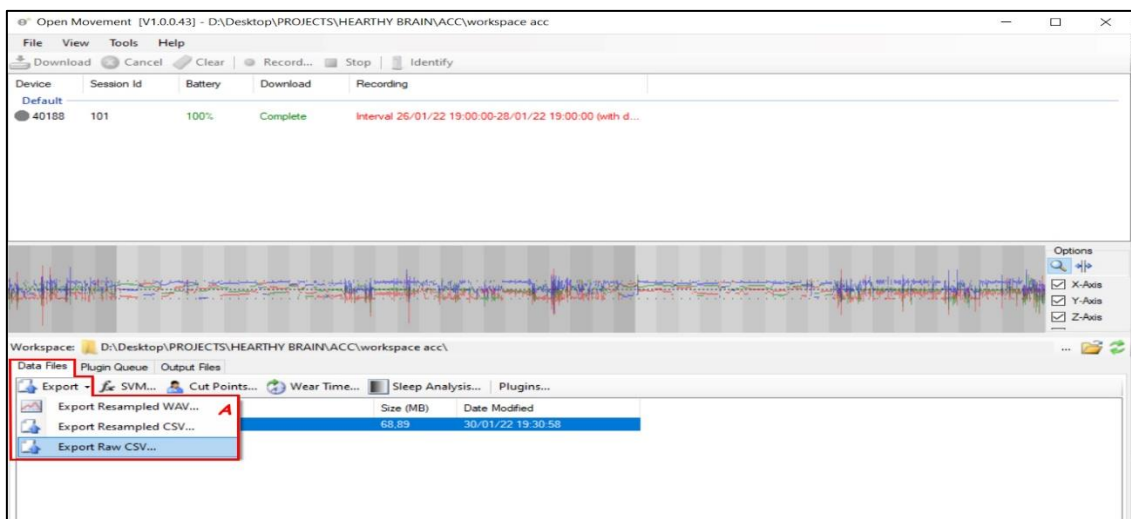 Open Movement [V1.0.0.43] - D:\Desktop\PROJECTS\HEARTHY BRAIN\ACC\workspace acc
File View Tools Help
Download Cancel Clear Record... Stop Identify
Device Session Id Battery Download Recording
Default
40188 101 100% Complete Interval 26/01/22 19:00:00-28/01/22 19:00:00 (with d...
Options
X-Axis
Y-Axis
Z-Axis
Workspace: D:\Desktop\PROJECTS\HEARTHY BRAIN\ACC\workspace acc\ ...
Data Files Plugin Queue Output Files
Export fx SVM... Cut Points... Wear Time... Sleep Analysis... Plugins...
Export Resampled WAV... A Size (MB) Date Modified
Export Resampled CSV... 68,89 30/01/22 19:30:58
Export Raw CSV...